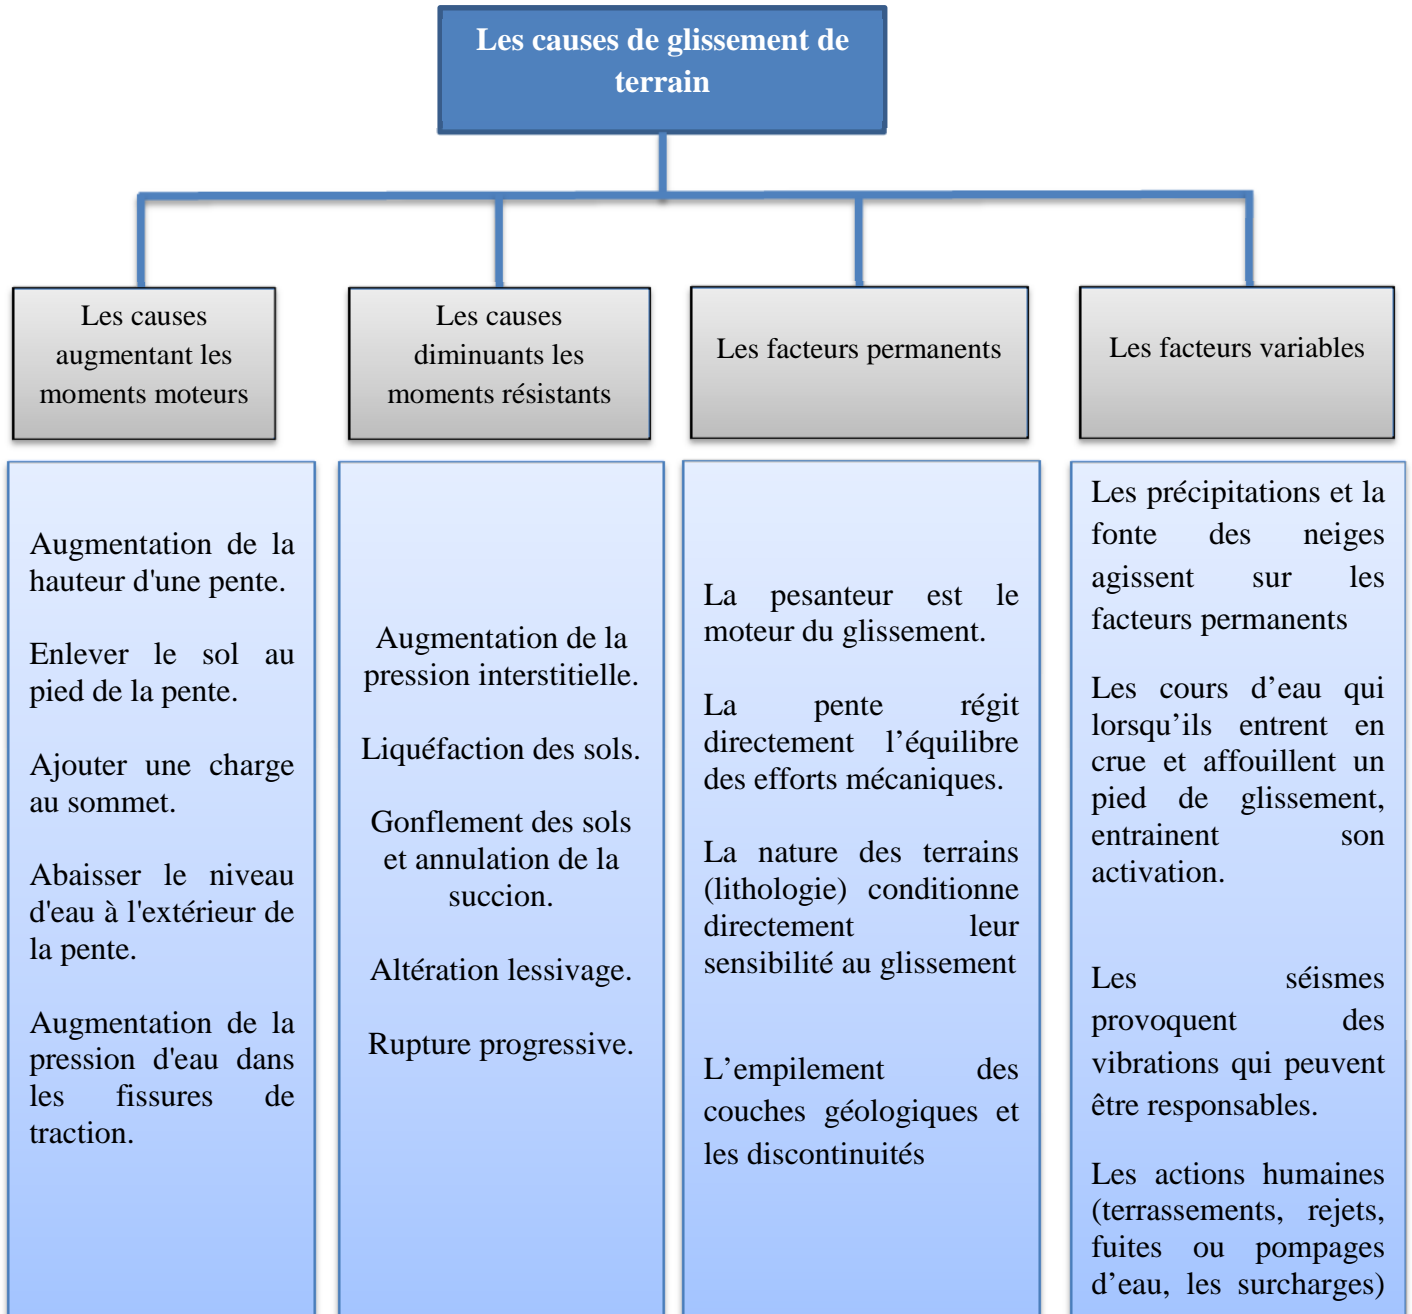 Les causes de glissement de
terrain
Les causes
augmentant les
moments moteurs
Les causes
diminuants les
moments résistants
Les facteurs permanents
Les facteurs variables
Augmentation de la
hauteur d'une pente.
Enlever le sol au
pied de la pente.
Ajouter une charge
au sommet.
Abaisser le niveau
d'eau à l'extérieur de
la pente.
Augmentation de la
pression d'eau dans
les fissures de
traction.
Augmentation de la
pression interstitielle.
Liquéfaction des sols.
Gonflement des sols
et annulation de la
succion.
Altération lessivage.
Rupture progressive.
La pesanteur est le
moteur du glissement.
La pente régit
directement l’équilibre
des efforts mécaniques.
La nature des terrains
(lithologie) conditionne
directement leur
sensibilité au glissement
L’empilement des
couches géologiques et
les discontinuités
Les précipitations et la
fonte des neiges
agissent sur les
facteurs permanents
Les cours d’eau qui
lorsqu’ils entrent en
crue et affouillent un
pied de glissement,
entrainent son
activation.
Les séismes
provoquent des
vibrations qui peuvent
être responsables.
Les actions humaines
(terrassements, rejets,
fuites ou pompages
d’eau, les surcharges)